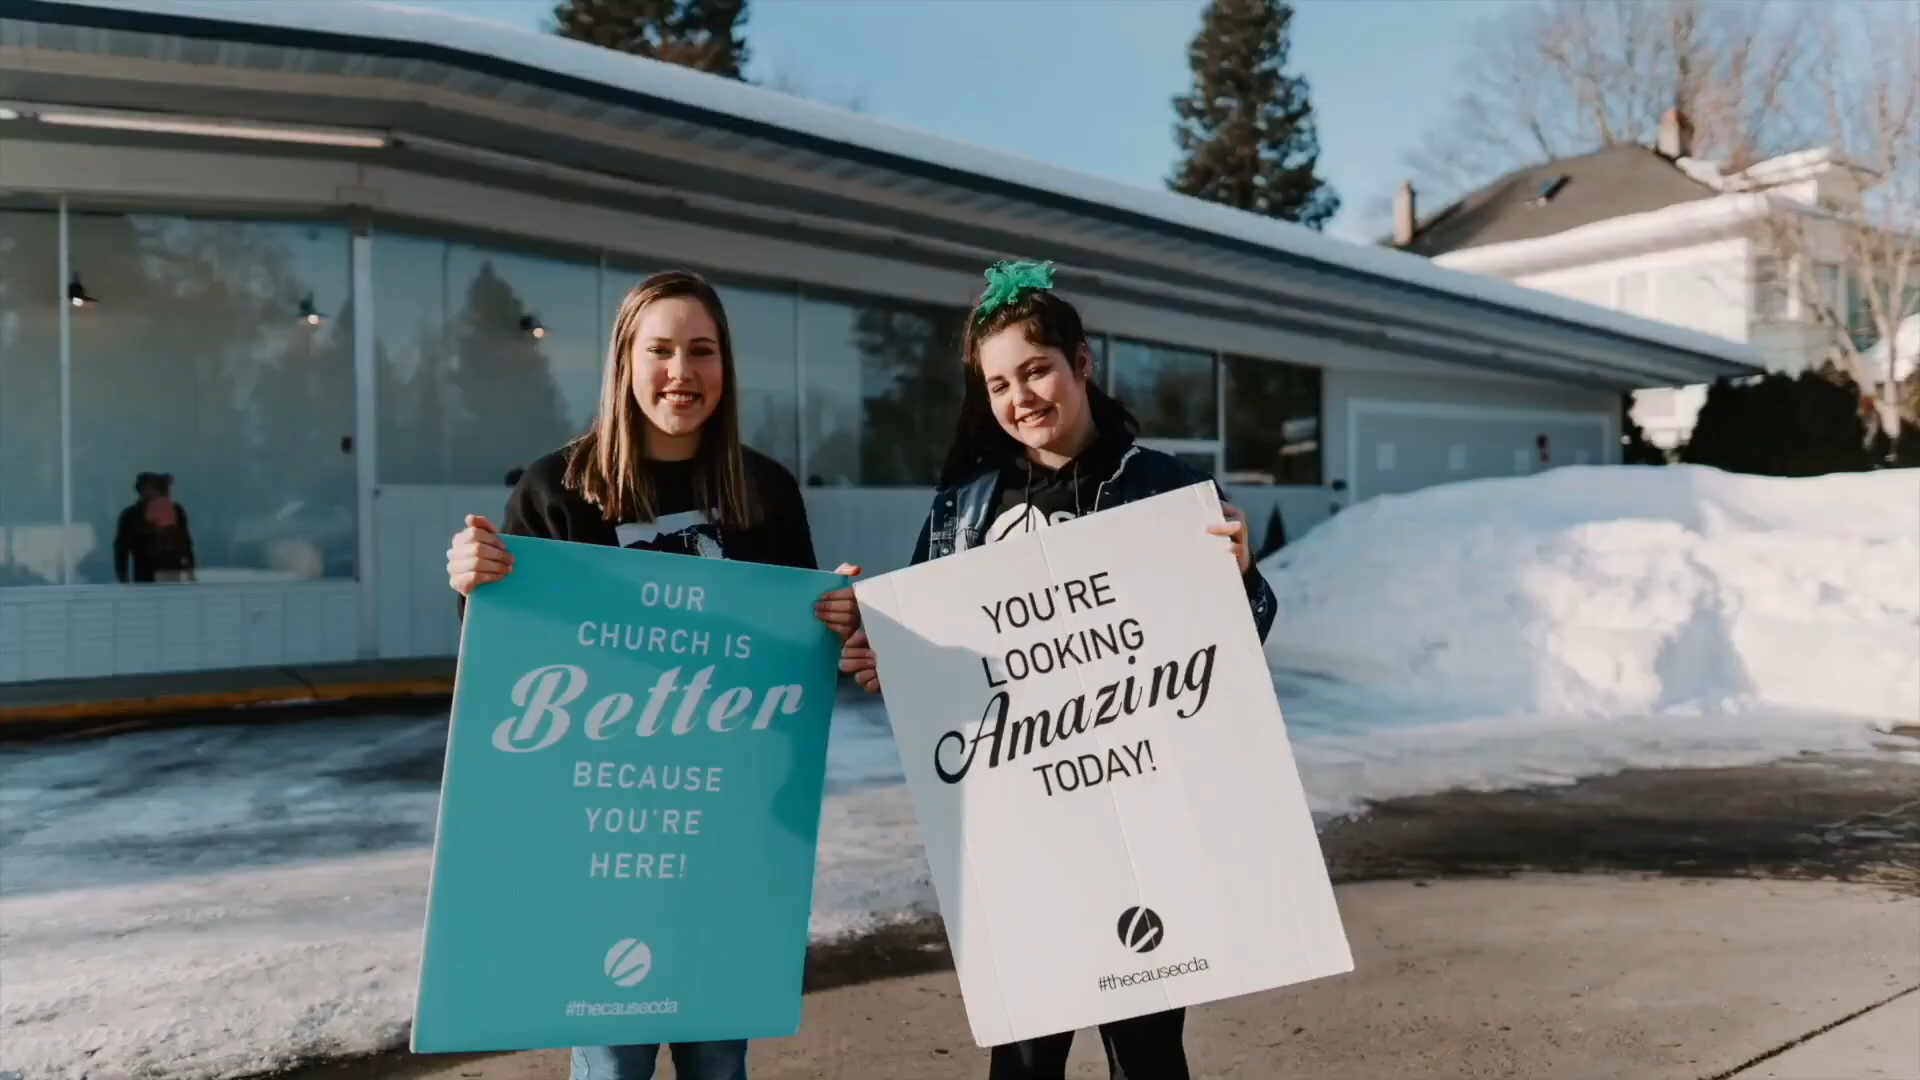 OUR
CHURCH IS
Better
BECAUSE
YOU'RE
HERE!
#thecausecda
YOU'RE
LOOKING
Amazing
TODAY!
#thecausecda